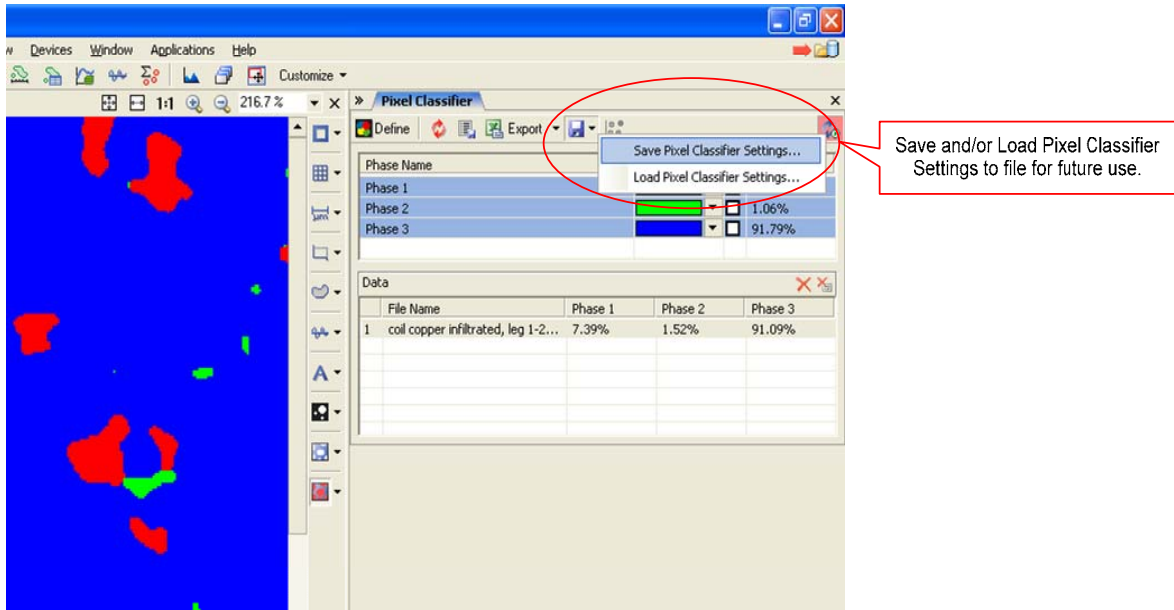 Devices Window Applications Help
Customize
1:1 216.7 %
Pixel Classifier
Define Export
Save Pixel Classifier Settings...
Load Pixel Classifier Settings...
Phase Name
Phase 1
Phase 2 1.06%
Phase 3 91.79%
Data
File Name Phase 1 Phase 2 Phase 3
1 coil copper infiltrated, leg 1-2... 7.39% 1.52% 91.09%
Save and/or Load Pixel Classifier
Settings to file for future use.